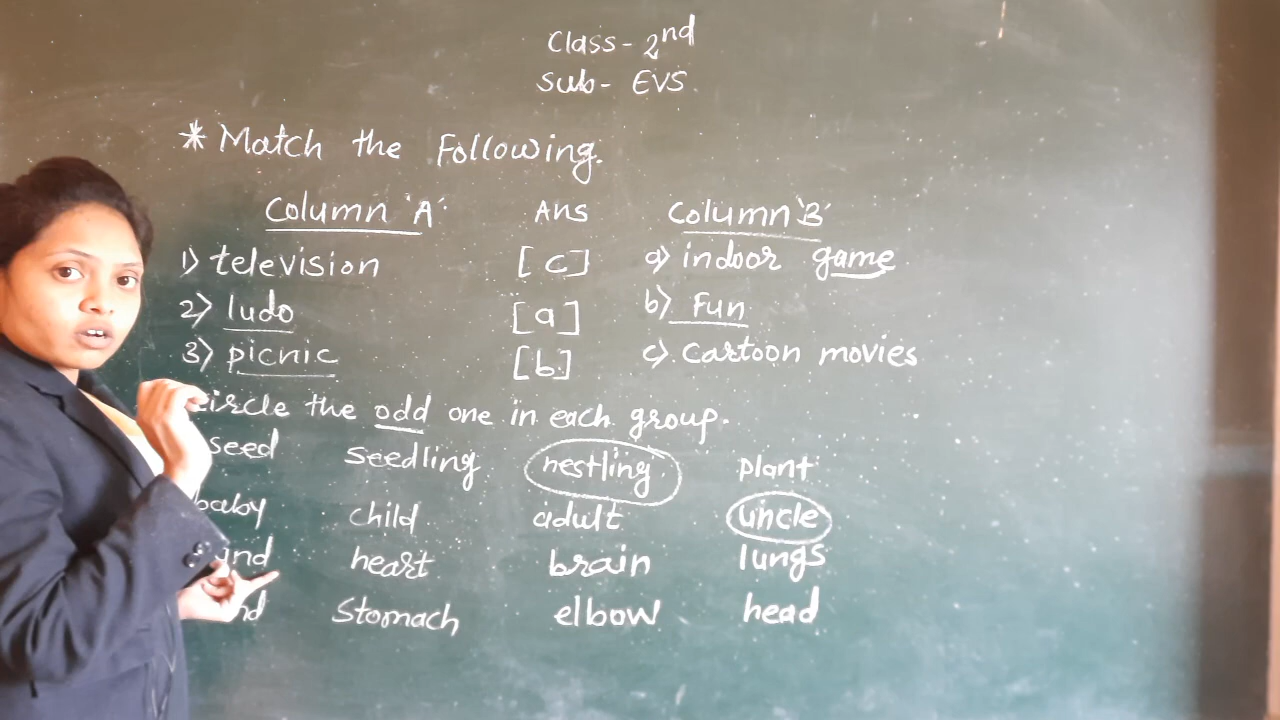 Class - 2nd
Sub - EVS
* Match the Following.
Column 'A' Ans Column 'B'
1) television [c] a) indoor game
2) ludo [a] b) Fun
3) picnic [b] c) cartoon movies
circle the odd one in each group.
seed seedling nestling plant
baby child adult uncle
heart brain lungs
Stomach elbow head